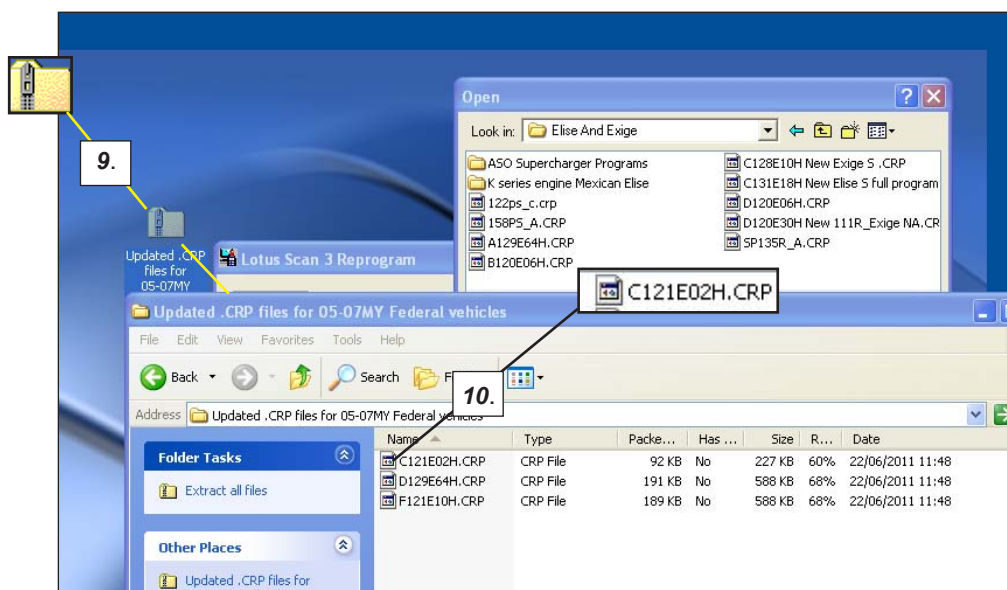 Open
Look in: Elise And Exige
ASO Supercharger Programs
K series engine Mexican Elise
122ps_c.crp
158PS_A.CRP
A129E64H.CRP
B120E06H.CRP
C128E10H New Exige S .CRP
C131E18H New Elise S full program
D120E06H.CRP
D120E30H New 111R_Exige NA.CR
SP135R_A.CRP
9.
Updated .CRP
files for
05-07MY
Lotus Scan 3 Reprogram
C121E02H.CRP
Updated .CRP files for 05-07MY Federal vehicles
File Edit View Favorites Tools Help
Back Search F
10.
Address Updated .CRP files for 05-07MY Federal vehicles
Name Type Packe... Has ... Size R... Date
C121E02H.CRP CRP File 92 KB No 227 KB 60% 22/06/2011 11:48
D129E64H.CRP CRP File 191 KB No 588 KB 68% 22/06/2011 11:48
F121E10H.CRP CRP File 189 KB No 588 KB 68% 22/06/2011 11:48
Folder Tasks
Extract all files
Other Places
Updated .CRP files for